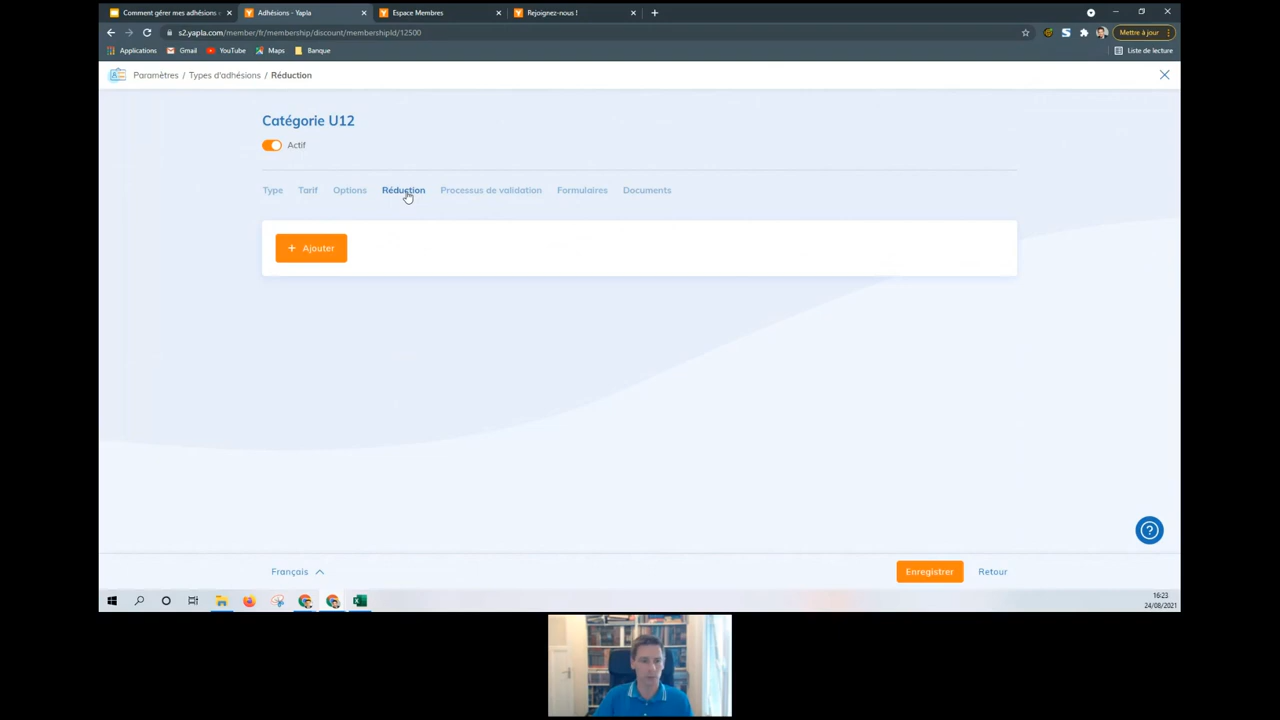 Comment gérer mes adhésions e
Adhésions - Yapla
Espace Membres
Rejoignez-nous !
s2.yapla.com/member/fr/membership/discount/membershipId/12500
Mettre à jour
Applications
Gmail
YouTube
Maps
Banque
Liste de lecture
Paramètres / Types d'adhésions / Réduction
Catégorie U12
Actif
Type
Tarif
Options
Réduction
Processus de validation
Formulaires
Documents
+ Ajouter
Français
Enregistrer
Retour
16:23
24/08/2021